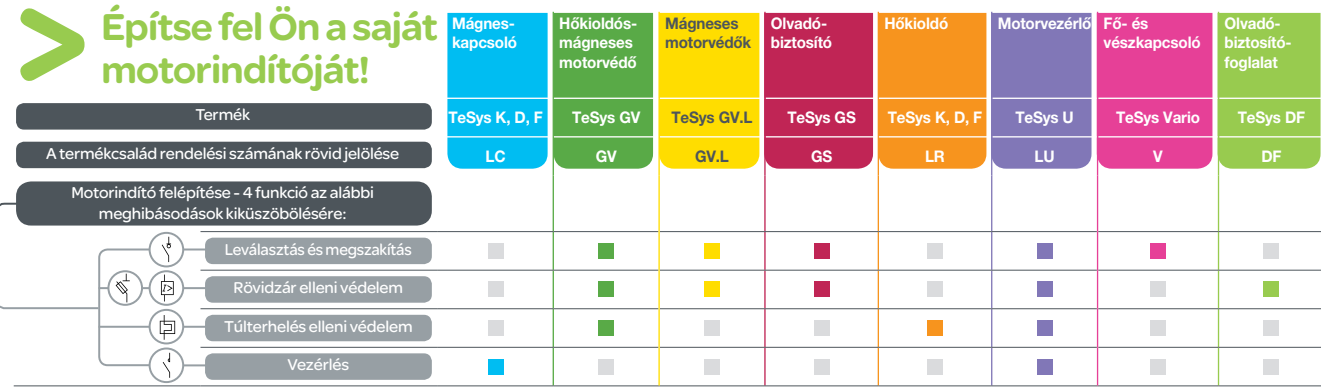 Építse fel Ön a saját
motorindítóját!
Mágnes-
kapcsoló
Hőkioldós-
mágneses
motorvédő
Mágneses
motorvédők
Olvadó-
biztosító
Hőkioldó
Motorvezérlő
Fő- és
vészkapcsoló
Olvadó-
biztosító-
foglalat
Termék
TeSys K, D, F
TeSys GV
TeSys GV.L
TeSys GS
TeSys K, D, F
TeSys U
TeSys Vario
TeSys DF
A termékcsalád rendelési számának rövid jelölése
LC
GV
GV.L
GS
LR
LU
V
DF
Motorindító felépítése - 4 funkció az alábbi
meghibásodások kiküszöbölésére:
Leválasztás és megszakítás
Rövidzár elleni védelem
Túlterhelés elleni védelem
Vezérlés